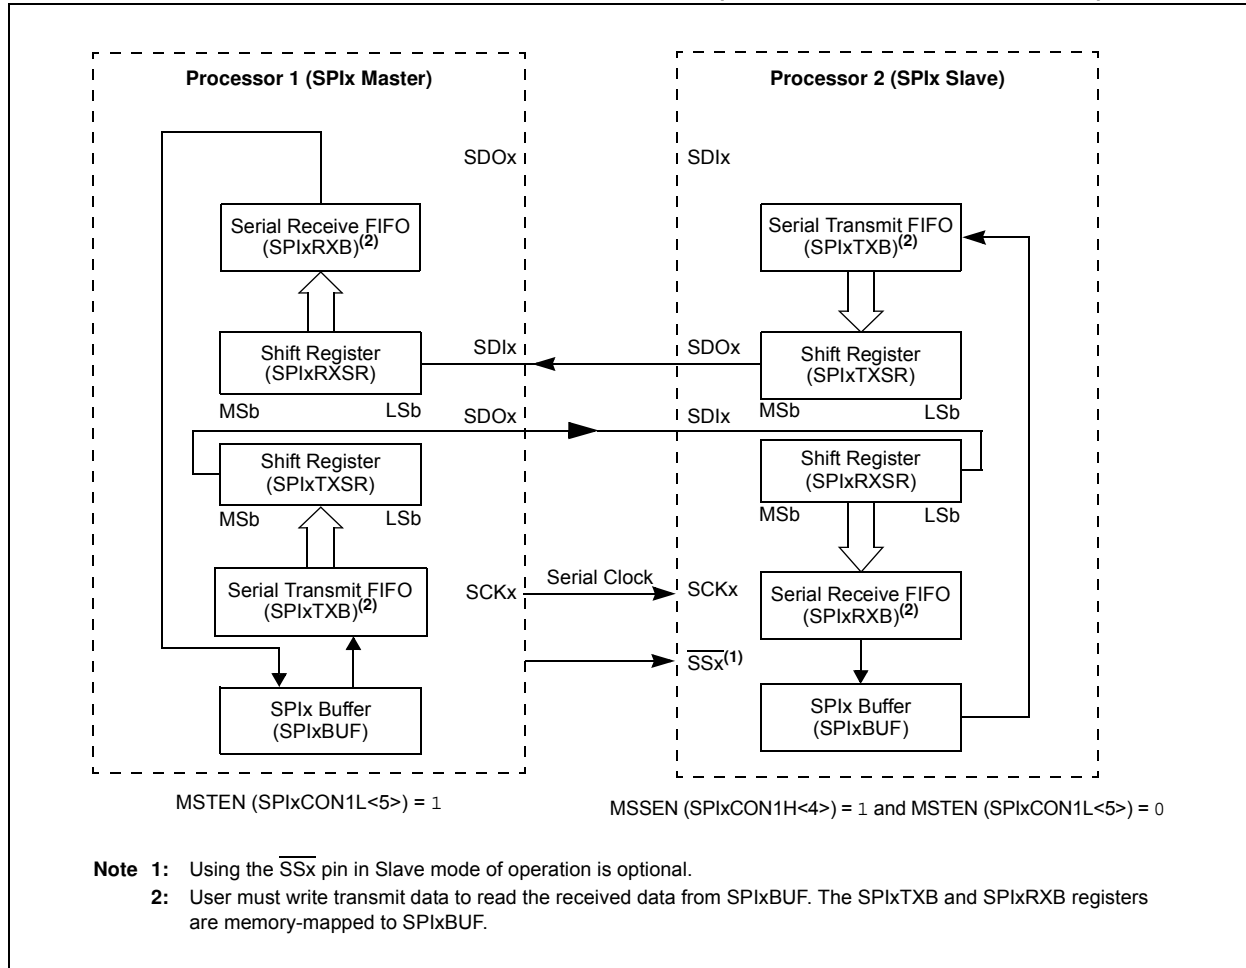 Processor 1 (SPIx Master)
Processor 2 (SPIx Slave)
SDOx
SDIx
Serial Receive FIFO
(SPIxRXB)(2)
Serial Transmit FIFO
(SPIxTXB)(2)
Shift Register
(SPIxRXSR)
SDIx
SDOx
Shift Register
(SPIxTXSR)
MSb
LSb
MSb
LSb
SDOx
SDIx
Shift Register
(SPIxTXSR)
Shift Register
(SPIxRXSR)
MSb
LSb
MSb
LSb
Serial Transmit FIFO
(SPIxTXB)(2)
SCKx
Serial Clock
SCKx
Serial Receive FIFO
(SPIxRXB)(2)
SSx(1)
SPIx Buffer
(SPIxBUF)
SPIx Buffer
(SPIxBUF)
MSTEN (SPIxCON1L<5>) = 1
MSSEN (SPIxCON1H<4>) = 1 and MSTEN (SPIxCON1L<5>) = 0
Note 1: Using the SSx pin in Slave mode of operation is optional.
2: User must write transmit data to read the received data from SPIxBUF. The SPIxTXB and SPIxRXB registers
are memory-mapped to SPIxBUF.